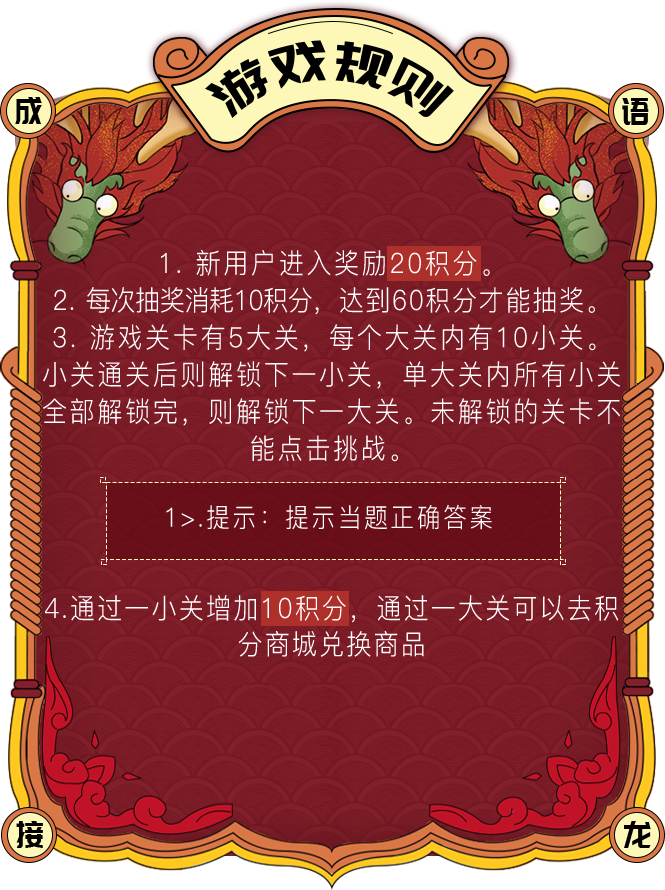 游戏规则
成
语
1. 新用户进入奖励20积分。
2. 每次抽奖消耗10积分，达到60积分才能抽奖。
3. 游戏关卡有5大关，每个大关内有10小关。
小关通关后则解锁下一小关，单大关内所有小关
全部解锁完，则解锁下一大关。未解锁的关卡不
能点击挑战。
1>.提示：提示当题正确答案
4.通过一小关增加10积分，通过一大关可以去积
分商城兑换商品
接
龙